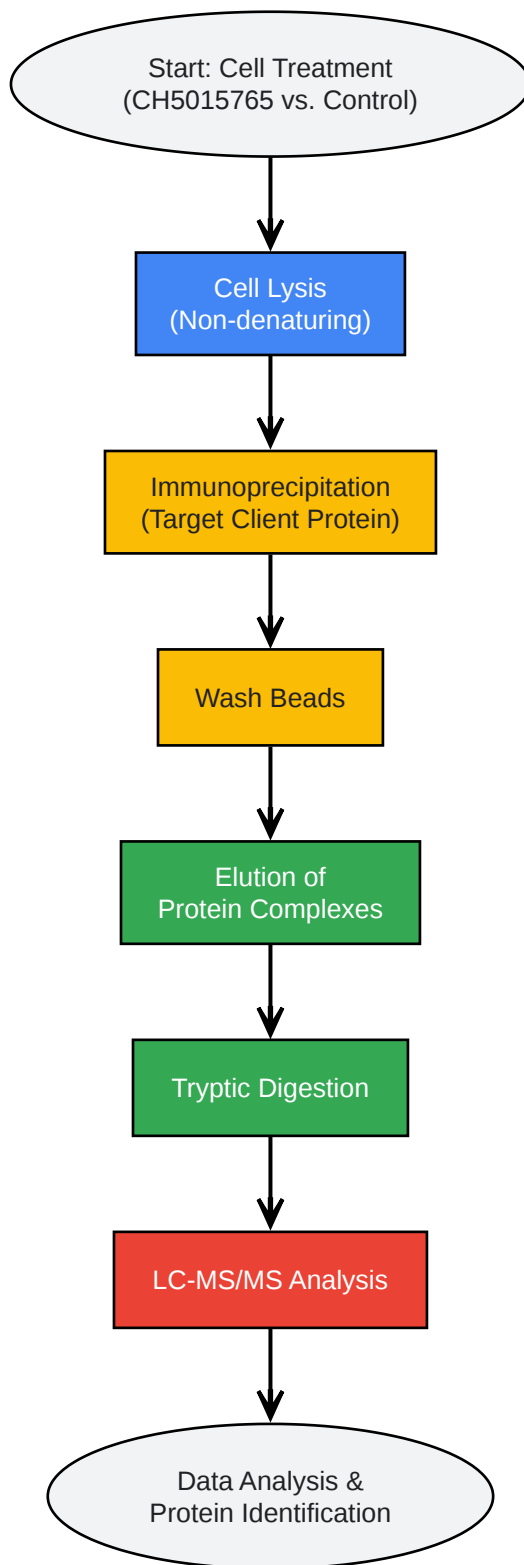 Start: Cell Treatment
(CH5015765 vs. Control)
Cell Lysis
(Non-denaturing)
Immunoprecipitation
(Target Client Protein)
Wash Beads
Elution of
Protein Complexes
Tryptic Digestion
LC-MS/MS Analysis
Data Analysis &
Protein Identification